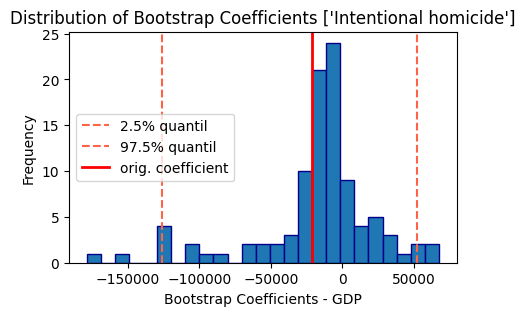 Distribution of Bootstrap Coefficients ['Intentional homicide']
25
20
15
10
5
0
Frequency
2.5% quantil
97.5% quantil
orig. coefficient
−150000 −100000 −50000 0 50000
Bootstrap Coefficients - GDP